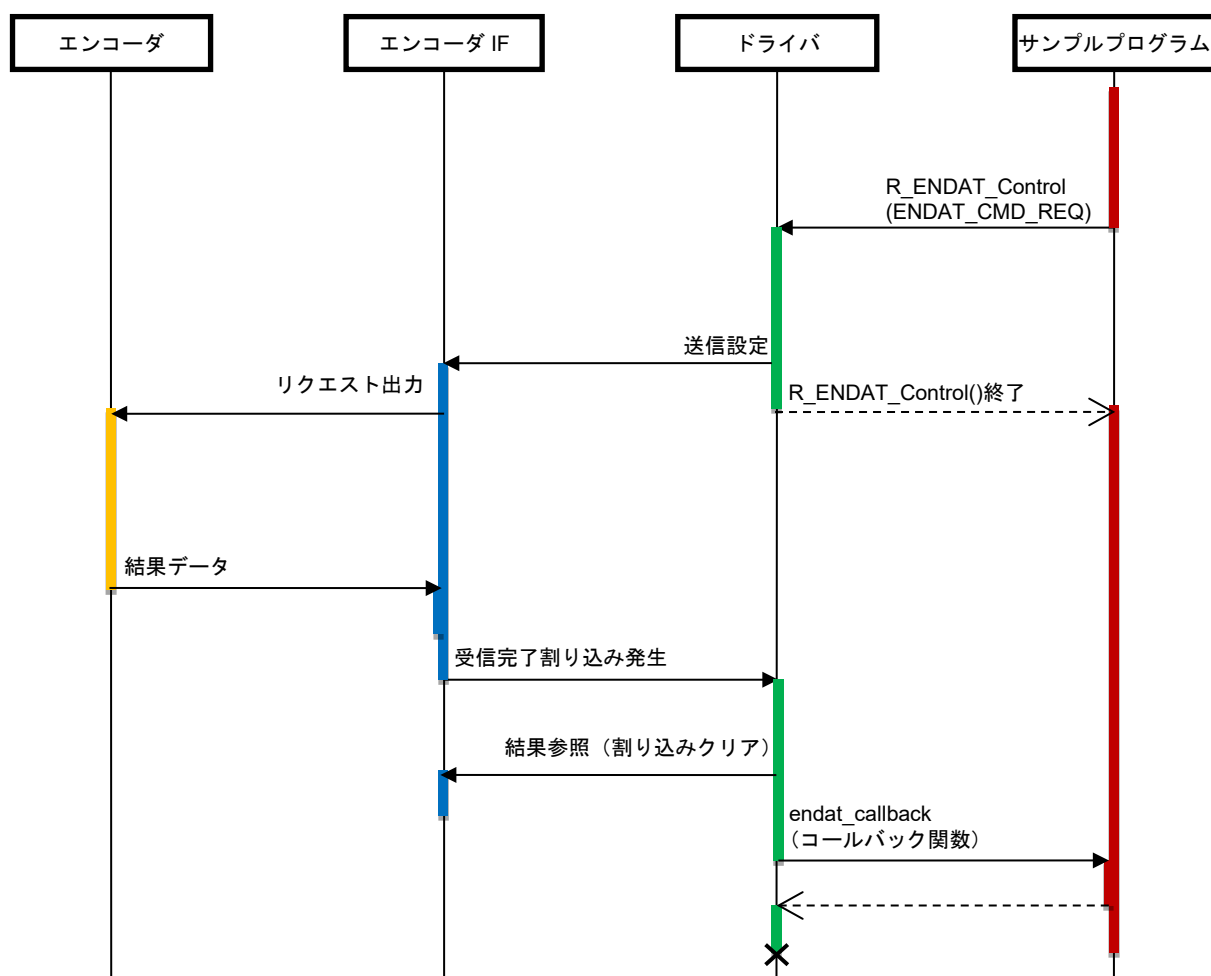 エンコーダ
エンコーダ IF
ドライバ
サンプルプログラム
R_ENDAT_Control
(ENDAT_CMD_REQ)
送信設定
リクエスト出力
R_ENDAT_Control()終了
結果データ
受信完了割り込み発生
結果参照（割り込みクリア）
endat_callback
（コールバック関数）